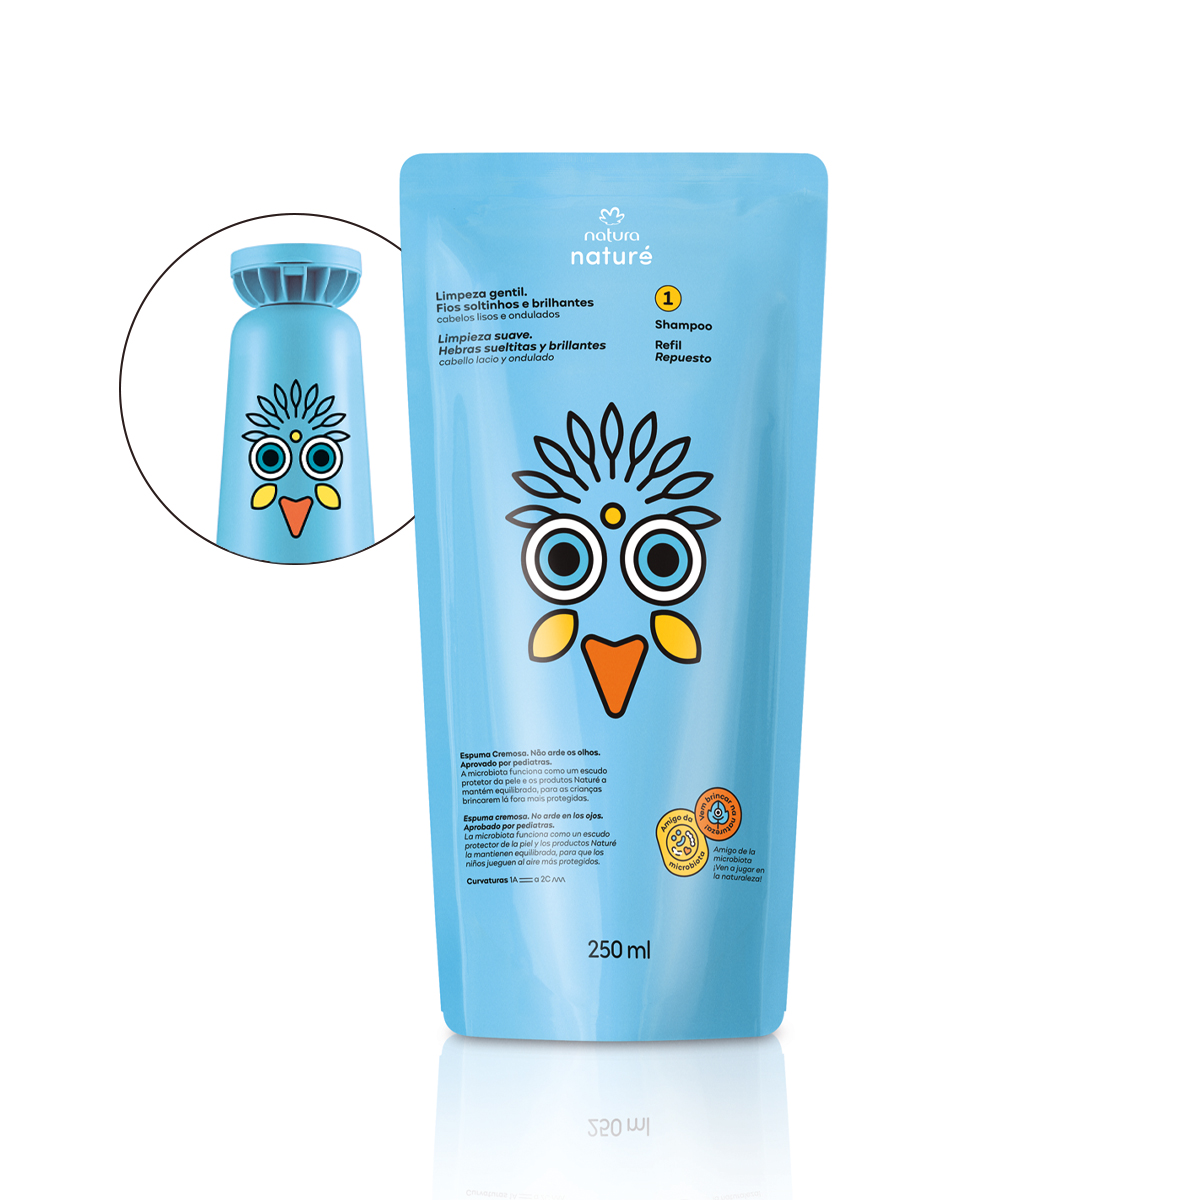 natura
naturé
Limpeza gentil.
Fios soltinhos e brilhantes
cabelos lisos e ondulados
Limpieza suave.
Hebras sueltitas y brillantes
cabello lacio y ondulado
1
Shampoo
Refil
Repuesto
Espuma Cremosa. Não arde os olhos.
Aprovado por pediatras.
A microbiota funciona como um escudo
protetor da pele e os produtos Naturé a
mantém equilibrada, para as crianças
brincarem lá fora mais protegidas.
Espuma cremosa. No arde en los ojos.
Aprobado por pediatras.
La microbiota funciona como un escudo
protector de la piel y los productos Naturé
la mantienen equilibrada, para que los
niños jueguen al aire más protegidos.
Curvaturas 1A a 2C
Vem brincar na
natureza!
Amigo da
microbiota
Amigo de la
microbiota
¡Ven a jugar en
la naturaleza!
250 ml